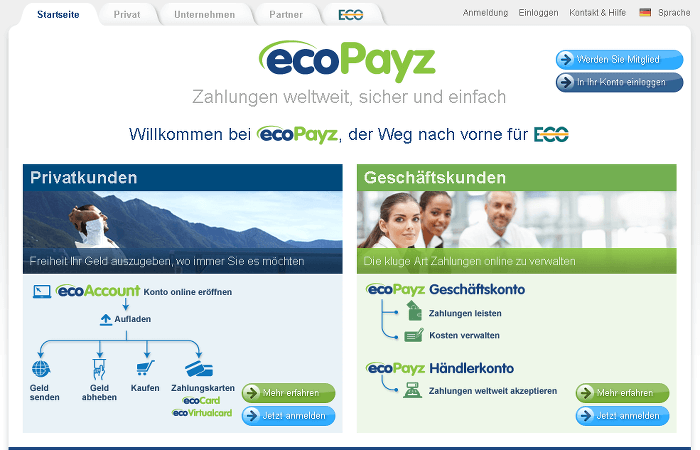 Startseite Privat Unternehmen Partner ECO Anmeldung Einloggen Kontakt & Hilfe Sprache
ecoPayz
Zahlungen weltweit, sicher und einfach
Werden Sie Mitglied
In Ihr Konto einloggen
Willkommen bei ecoPayz, der Weg nach vorne für ECO
Privatkunden
Freiheit Ihr Geld auszugeben, wo immer Sie es möchten
ecoAccount Konto online eröffnen
Aufladen
Geld senden
Geld abheben
Kaufen
Zahlungskarten
ecoCard
ecoVirtualcard
Mehr erfahren
Jetzt anmelden
Geschäftskunden
Die kluge Art Zahlungen online zu verwalten
ecoPayz Geschäftskonto
Zahlungen leisten
Kosten verwalten
ecoPayz Händlerkonto
Zahlungen weltweit akzeptieren
Mehr erfahren
Jetzt anmelden